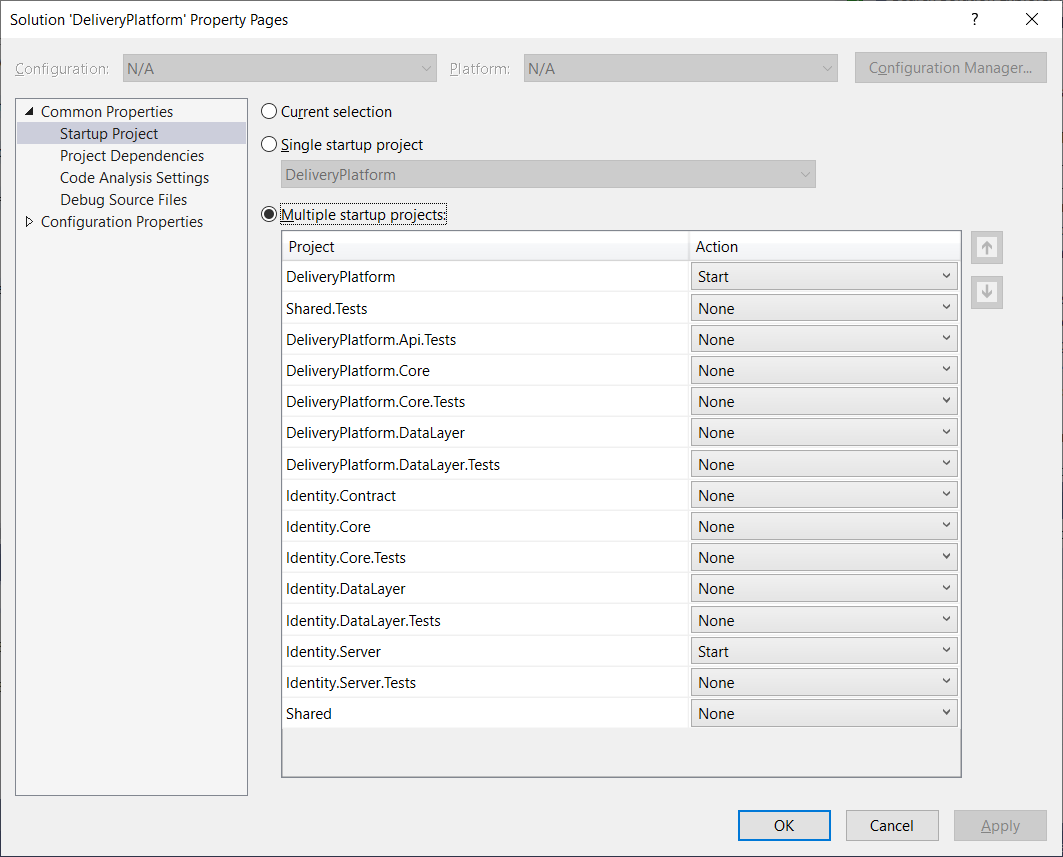 Solution 'DeliveryPlatform' Property Pages ?
Configuration: N/A Platform: N/A Configuration Manager...
Common Properties
Startup Project
Project Dependencies
Code Analysis Settings
Debug Source Files
Configuration Properties
Current selection
Single startup project
DeliveryPlatform
Multiple startup projects:
Project Action
DeliveryPlatform Start
Shared.Tests None
DeliveryPlatform.Api.Tests None
DeliveryPlatform.Core None
DeliveryPlatform.Core.Tests None
DeliveryPlatform.DataLayer None
DeliveryPlatform.DataLayer.Tests None
Identity.Contract None
Identity.Core None
Identity.Core.Tests None
Identity.DataLayer None
Identity.DataLayer.Tests None
Identity.Server Start
Identity.Server.Tests None
Shared None
OK Cancel Apply